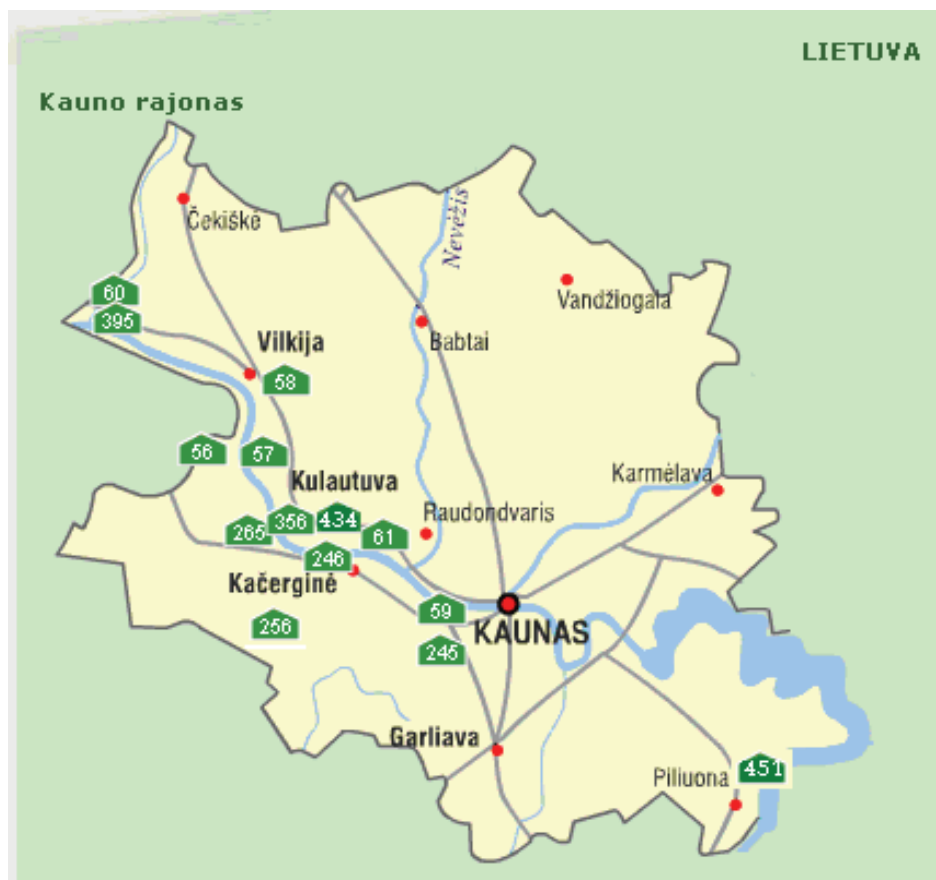 LIETUVA
Kauno rajonas
Čekiškė
Nevėžis
Vandžiogala
60
395
Babtai
Vilkija
58
56
57
Kulautuva
Karmėlava
265
356
434
61
Raudondvaris
246
Kačerginė
59
256
KAUNAS
245
Garliava
Piliuona
451